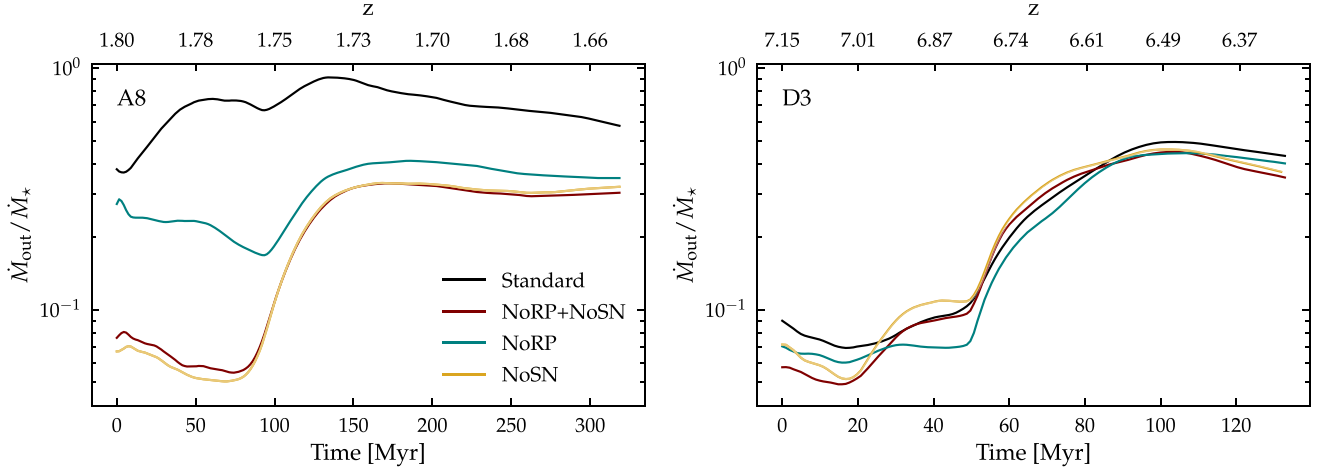 z
1.80 1.78 1.75 1.73 1.70 1.68 1.66
10⁰
10⁻¹
Ṁout/Ṁ⋆
A8
Standard
NoRP+NoSN
NoRP
NoSN
0 50 100 150 200 250 300
Time [Myr]
z
7.15 7.01 6.87 6.74 6.61 6.49 6.37
10⁰
10⁻¹
Ṁout/Ṁ⋆
D3
0 20 40 60 80 100 120
Time [Myr]